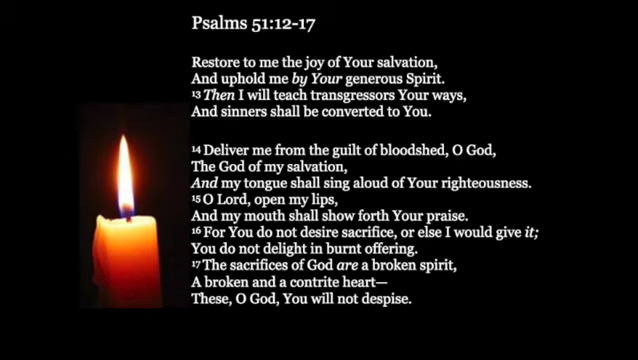 Psalms 51:12-17
Restore to me the joy of Your salvation,
And uphold me by Your generous Spirit.
13 Then I will teach transgressors Your ways,
And sinners shall be converted to You.
14 Deliver me from the guilt of bloodshed, O God,
The God of my salvation,
And my tongue shall sing aloud of Your righteousness.
15 O Lord, open my lips,
And my mouth shall show forth Your praise.
16 For You do not desire sacrifice, or else I would give it;
You do not delight in burnt offering.
17 The sacrifices of God are a broken spirit,
A broken and a contrite heart—
These, O God, You will not despise.